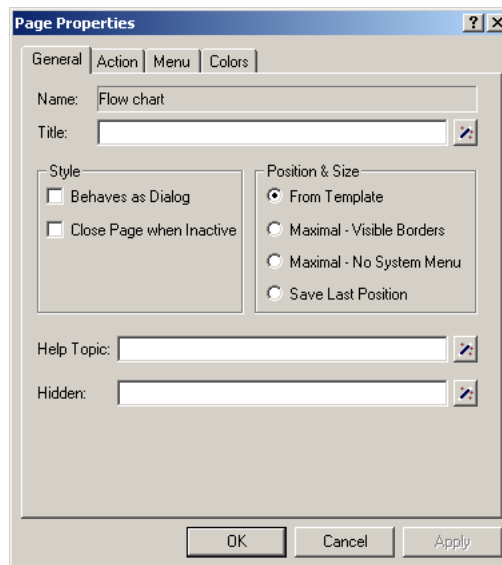 Page Properties
General Action Menu Colors
Name: Flow chart
Title:
Style
Behaves as Dialog
Close Page when Inactive
Position & Size
From Template
Maximal - Visible Borders
Maximal - No System Menu
Save Last Position
Help Topic:
Hidden:
OK Cancel Apply